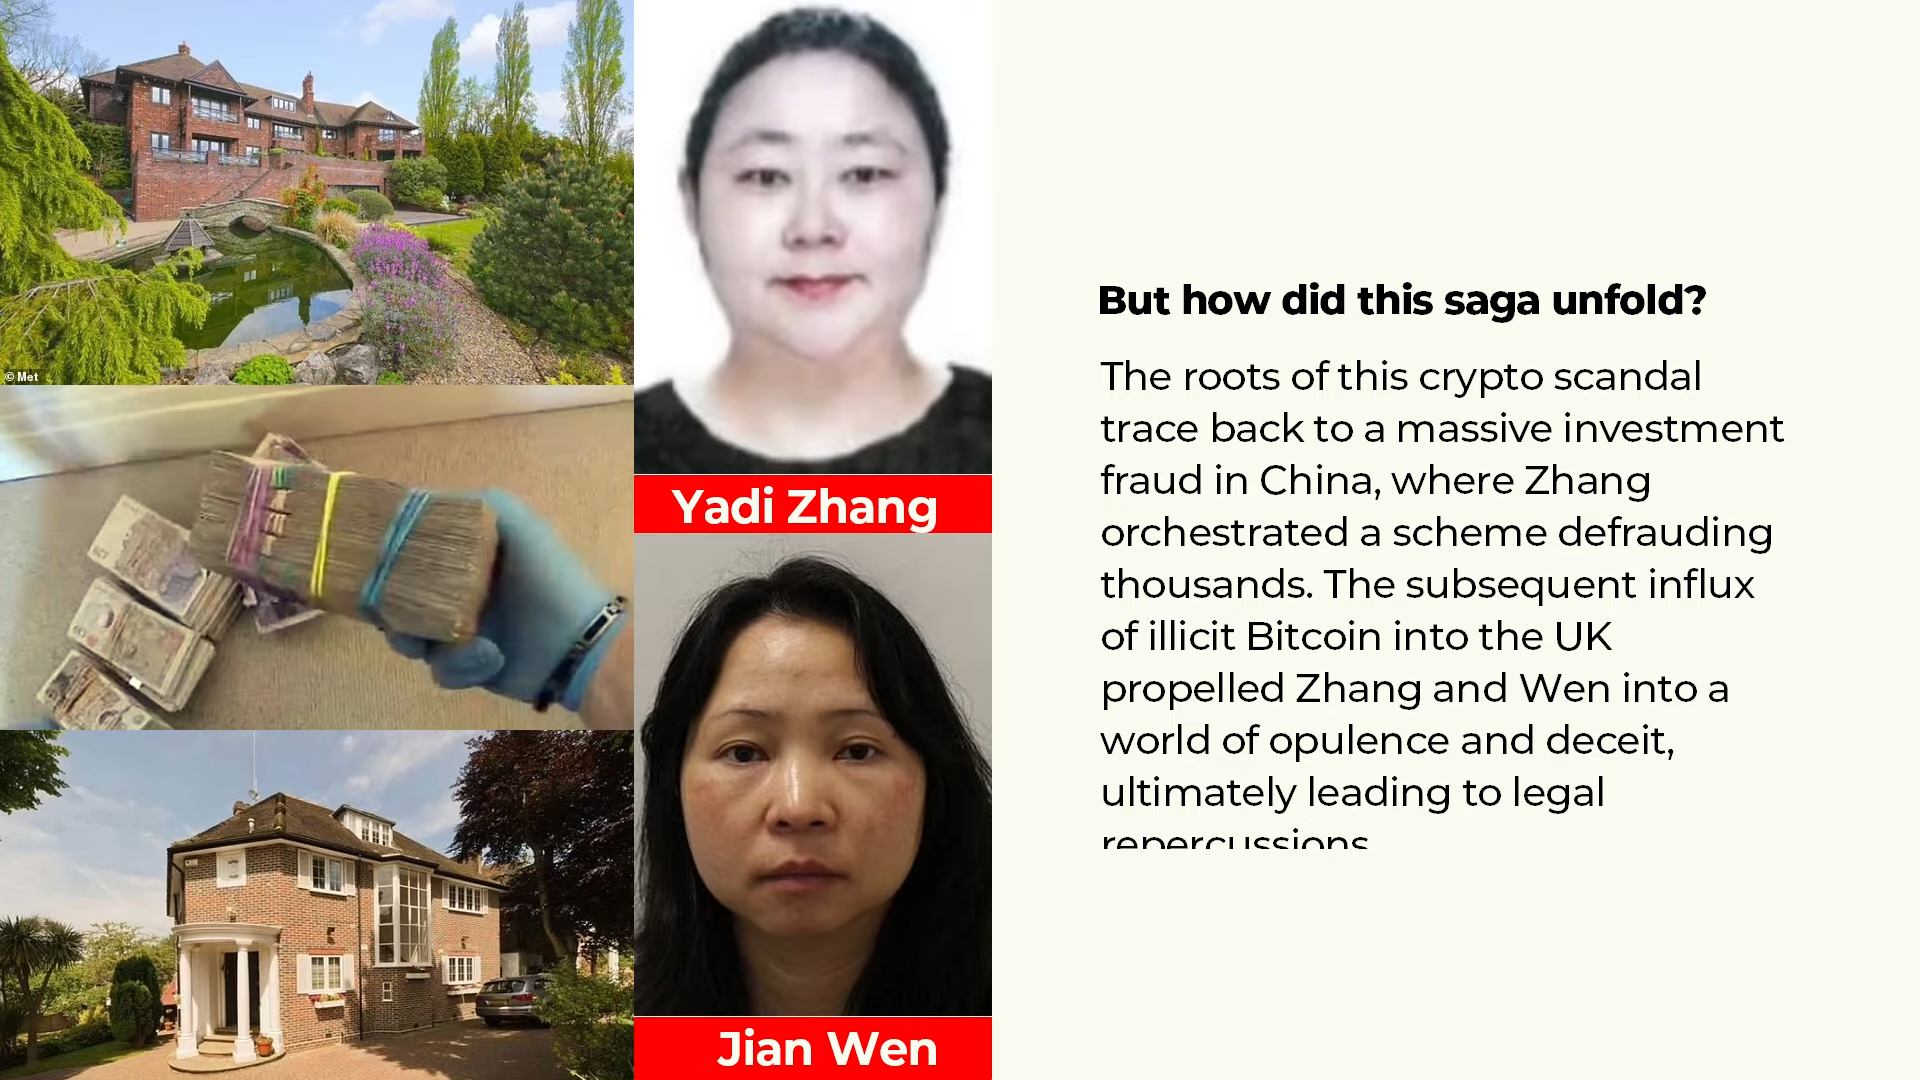 © Met
Yadi Zhang
Jian Wen
But how did this saga unfold?
The roots of this crypto scandal
trace back to a massive investment
fraud in China, where Zhang
orchestrated a scheme defrauding
thousands. The subsequent influx
of illicit Bitcoin into the UK
propelled Zhang and Wen into a
world of opulence and deceit,
ultimately leading to legal
repercussions